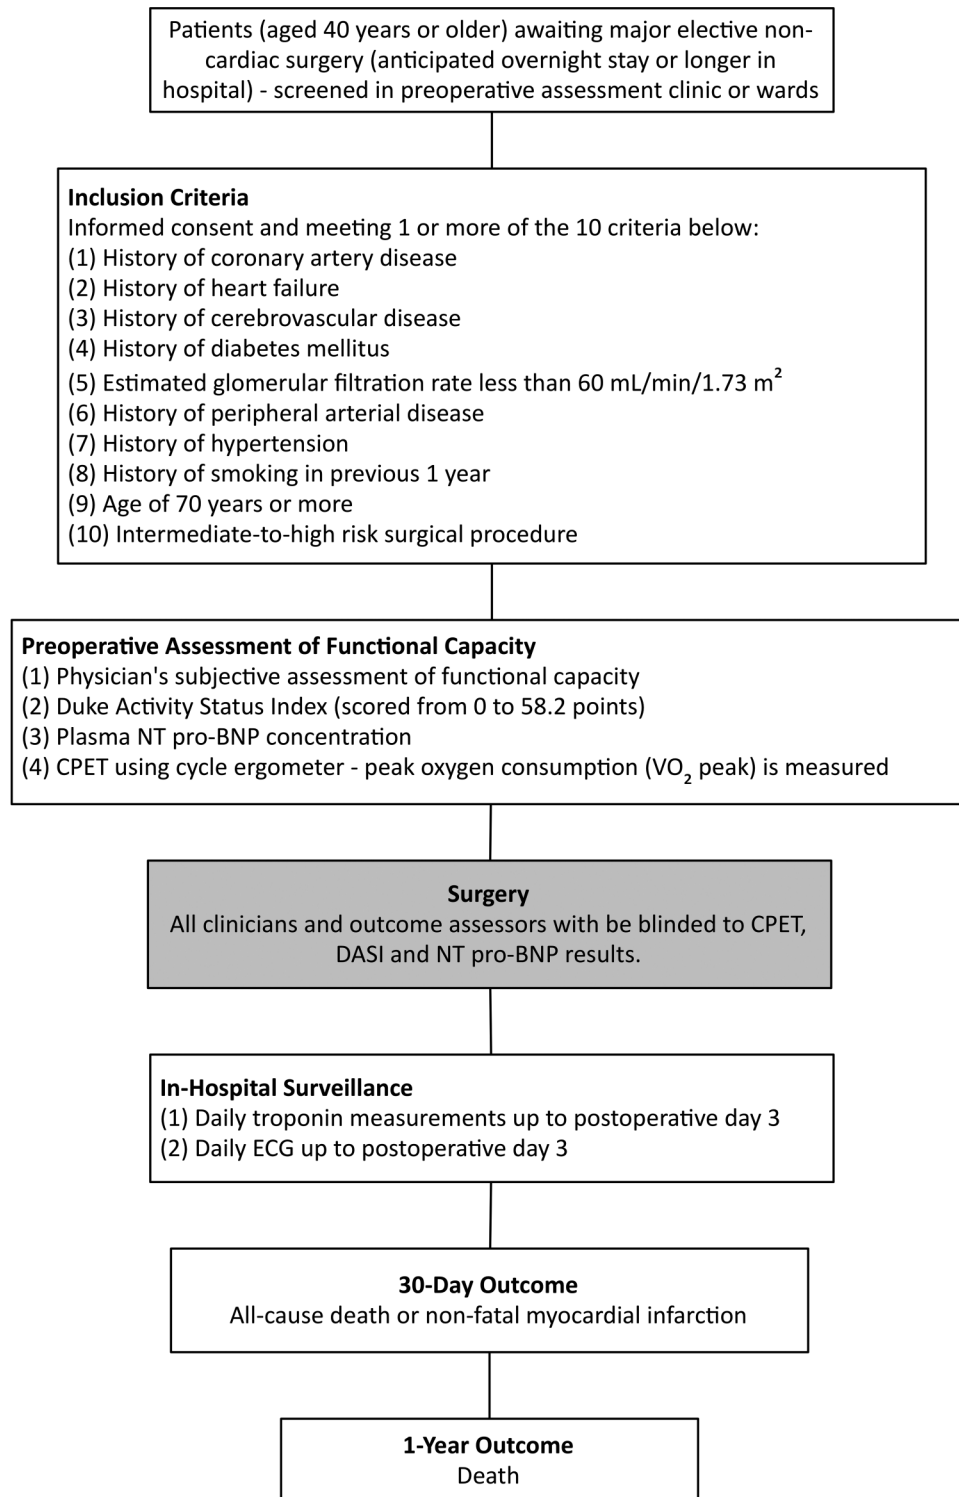 Patients (aged 40 years or older) awaiting major elective non-
cardiac surgery (anticipated overnight stay or longer in
hospital) - screened in preoperative assessment clinic or wards
Inclusion Criteria
Informed consent and meeting 1 or more of the 10 criteria below:
(1) History of coronary artery disease
(2) History of heart failure
(3) History of cerebrovascular disease
(4) History of diabetes mellitus
(5) Estimated glomerular filtration rate less than 60 mL/min/1.73 m²
(6) History of peripheral arterial disease
(7) History of hypertension
(8) History of smoking in previous 1 year
(9) Age of 70 years or more
(10) Intermediate-to-high risk surgical procedure
Preoperative Assessment of Functional Capacity
(1) Physician's subjective assessment of functional capacity
(2) Duke Activity Status Index (scored from 0 to 58.2 points)
(3) Plasma NT pro-BNP concentration
(4) CPET using cycle ergometer - peak oxygen consumption (VO₂ peak) is measured
Surgery
All clinicians and outcome assessors with be blinded to CPET,
DASI and NT pro-BNP results.
In-Hospital Surveillance
(1) Daily troponin measurements up to postoperative day 3
(2) Daily ECG up to postoperative day 3
30-Day Outcome
All-cause death or non-fatal myocardial infarction
1-Year Outcome
Death